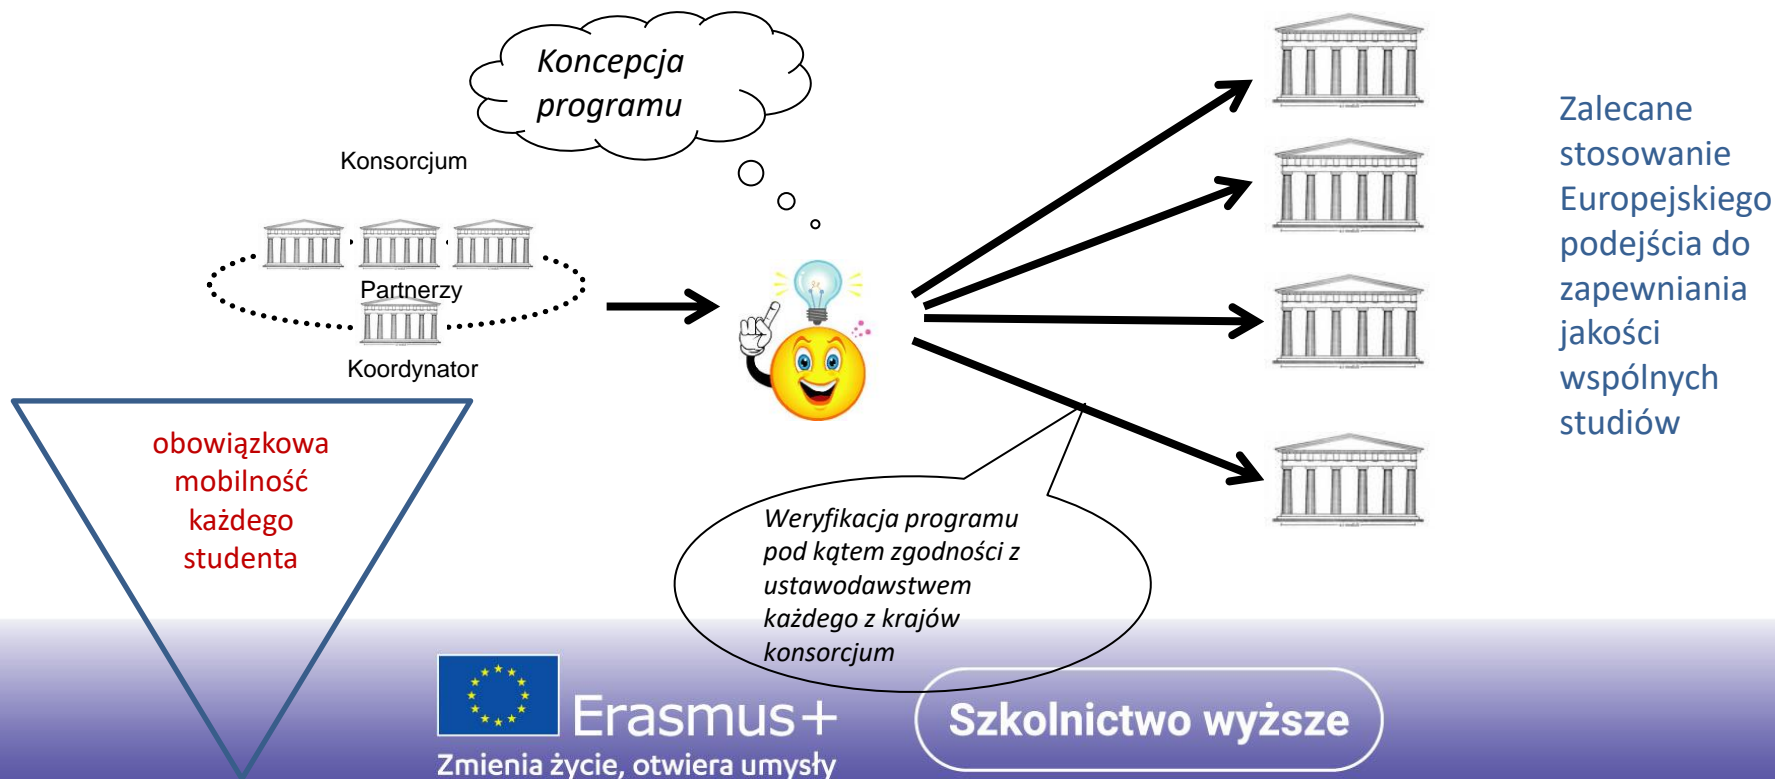 Koncepcja
programu
Konsorcjum
Partnerzy
Koordynator
obowiązkowa
mobilność
każdego
studenta
Weryfikacja programu
pod kątem zgodności z
ustawodawstwem
każdego z krajów
konsorcjum
Zalecane
stosowanie
Europejskiego
podejścia do
zapewniania
jakości
wspólnych
studiów
Erasmus+
Zmienia życie, otwiera umysły
Szkolnictwo wyższe